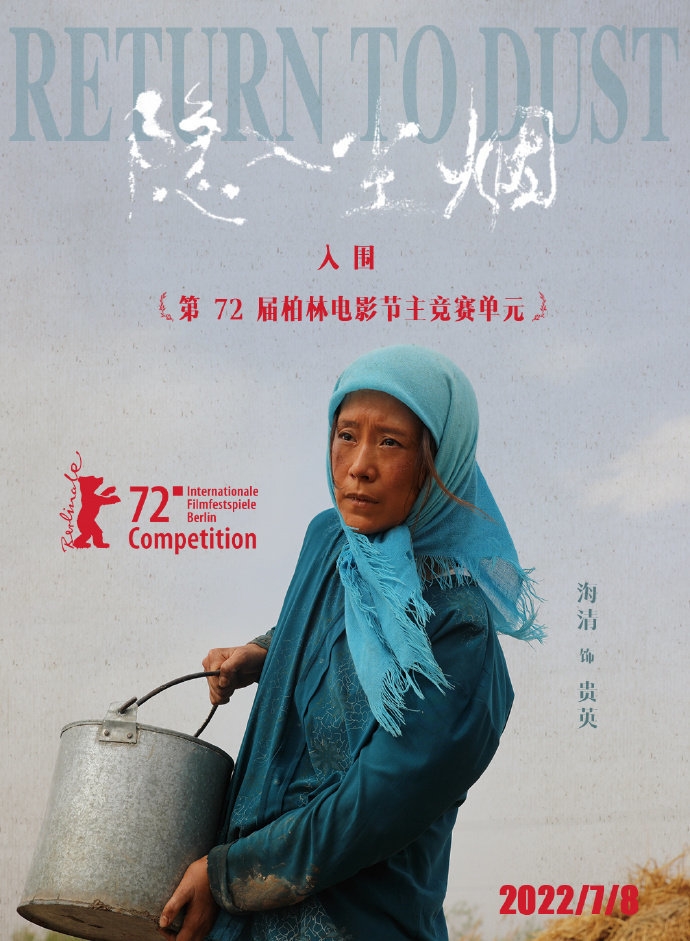 RETURN TO DUST
隐入尘烟
入围
第 72 届柏林电影节主竞赛单元
Berlinale
72
Internationale
Filmfestspiele
Berlin
Competition
海清 饰 贵英
2022/7/8